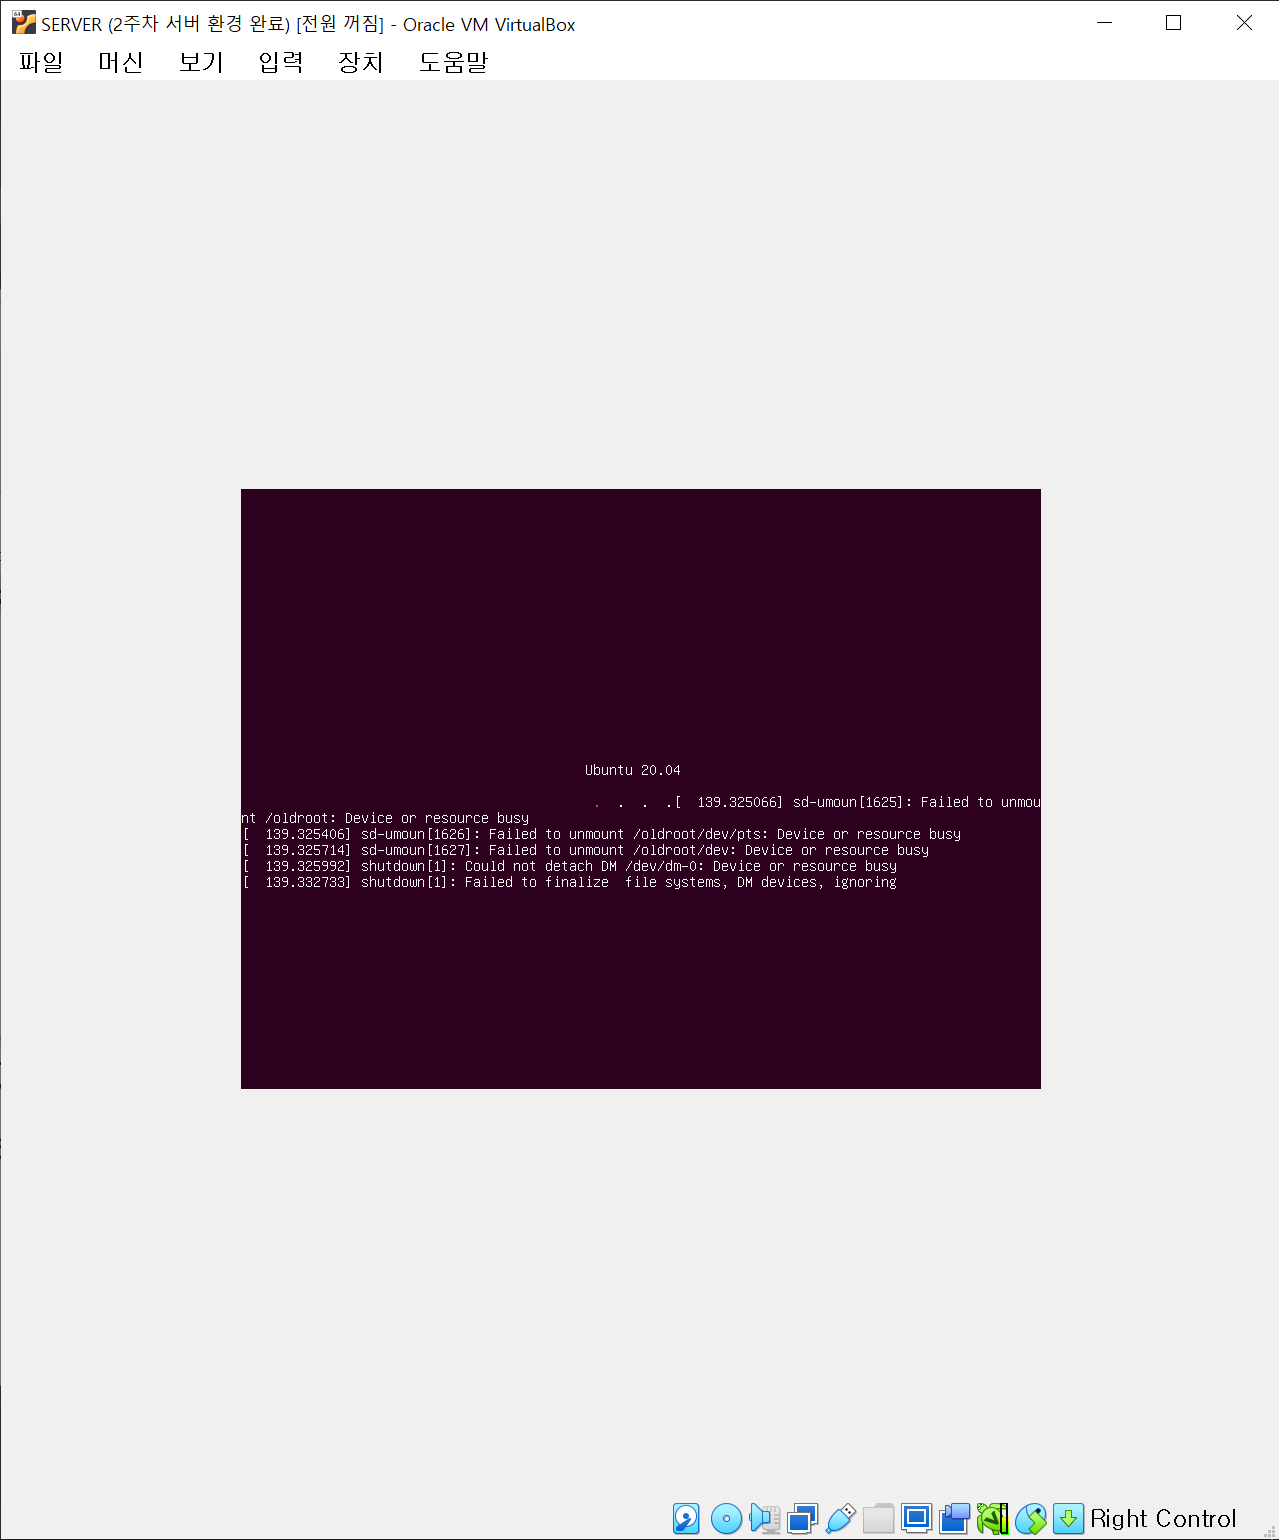 SERVER (2주차 서버 환경 완료) [전원 꺼짐] - Oracle VM VirtualBox
파일 머신 보기 입력 장치 도움말
Ubuntu 20.04
. . . .[  139.325066] sd-umoun[1625]: Failed to unmou
nt /oldroot: Device or resource busy
[  139.325406] sd-umoun[1626]: Failed to unmount /oldroot/dev/pts: Device or resource busy
[  139.325714] sd-umoun[1627]: Failed to unmount /oldroot/dev: Device or resource busy
[  139.325992] shutdown[1]: Could not detach DM /dev/dm-0: Device or resource busy
[  139.332733] shutdown[1]: Failed to finalize  file systems, DM devices, ignoring
Right Control